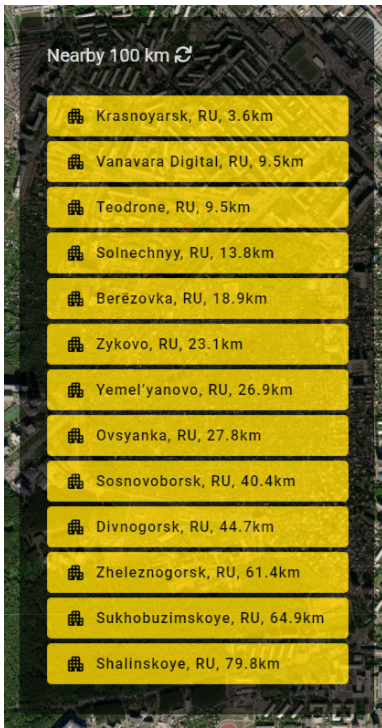 Nearby 100 km
Krasnoyarsk, RU, 3.6km
Vanavara Digital, RU, 9.5km
Teodrone, RU, 9.5km
Solnechnyy, RU, 13.8km
Berëzovka, RU, 18.9km
Zykovo, RU, 23.1km
Yemel’yanovo, RU, 26.9km
Ovsyanka, RU, 27.8km
Sosnovoborsk, RU, 40.4km
Divnogorsk, RU, 44.7km
Zheleznogorsk, RU, 61.4km
Sukhobuzimskoye, RU, 64.9km
Shalinskoye, RU, 79.8km